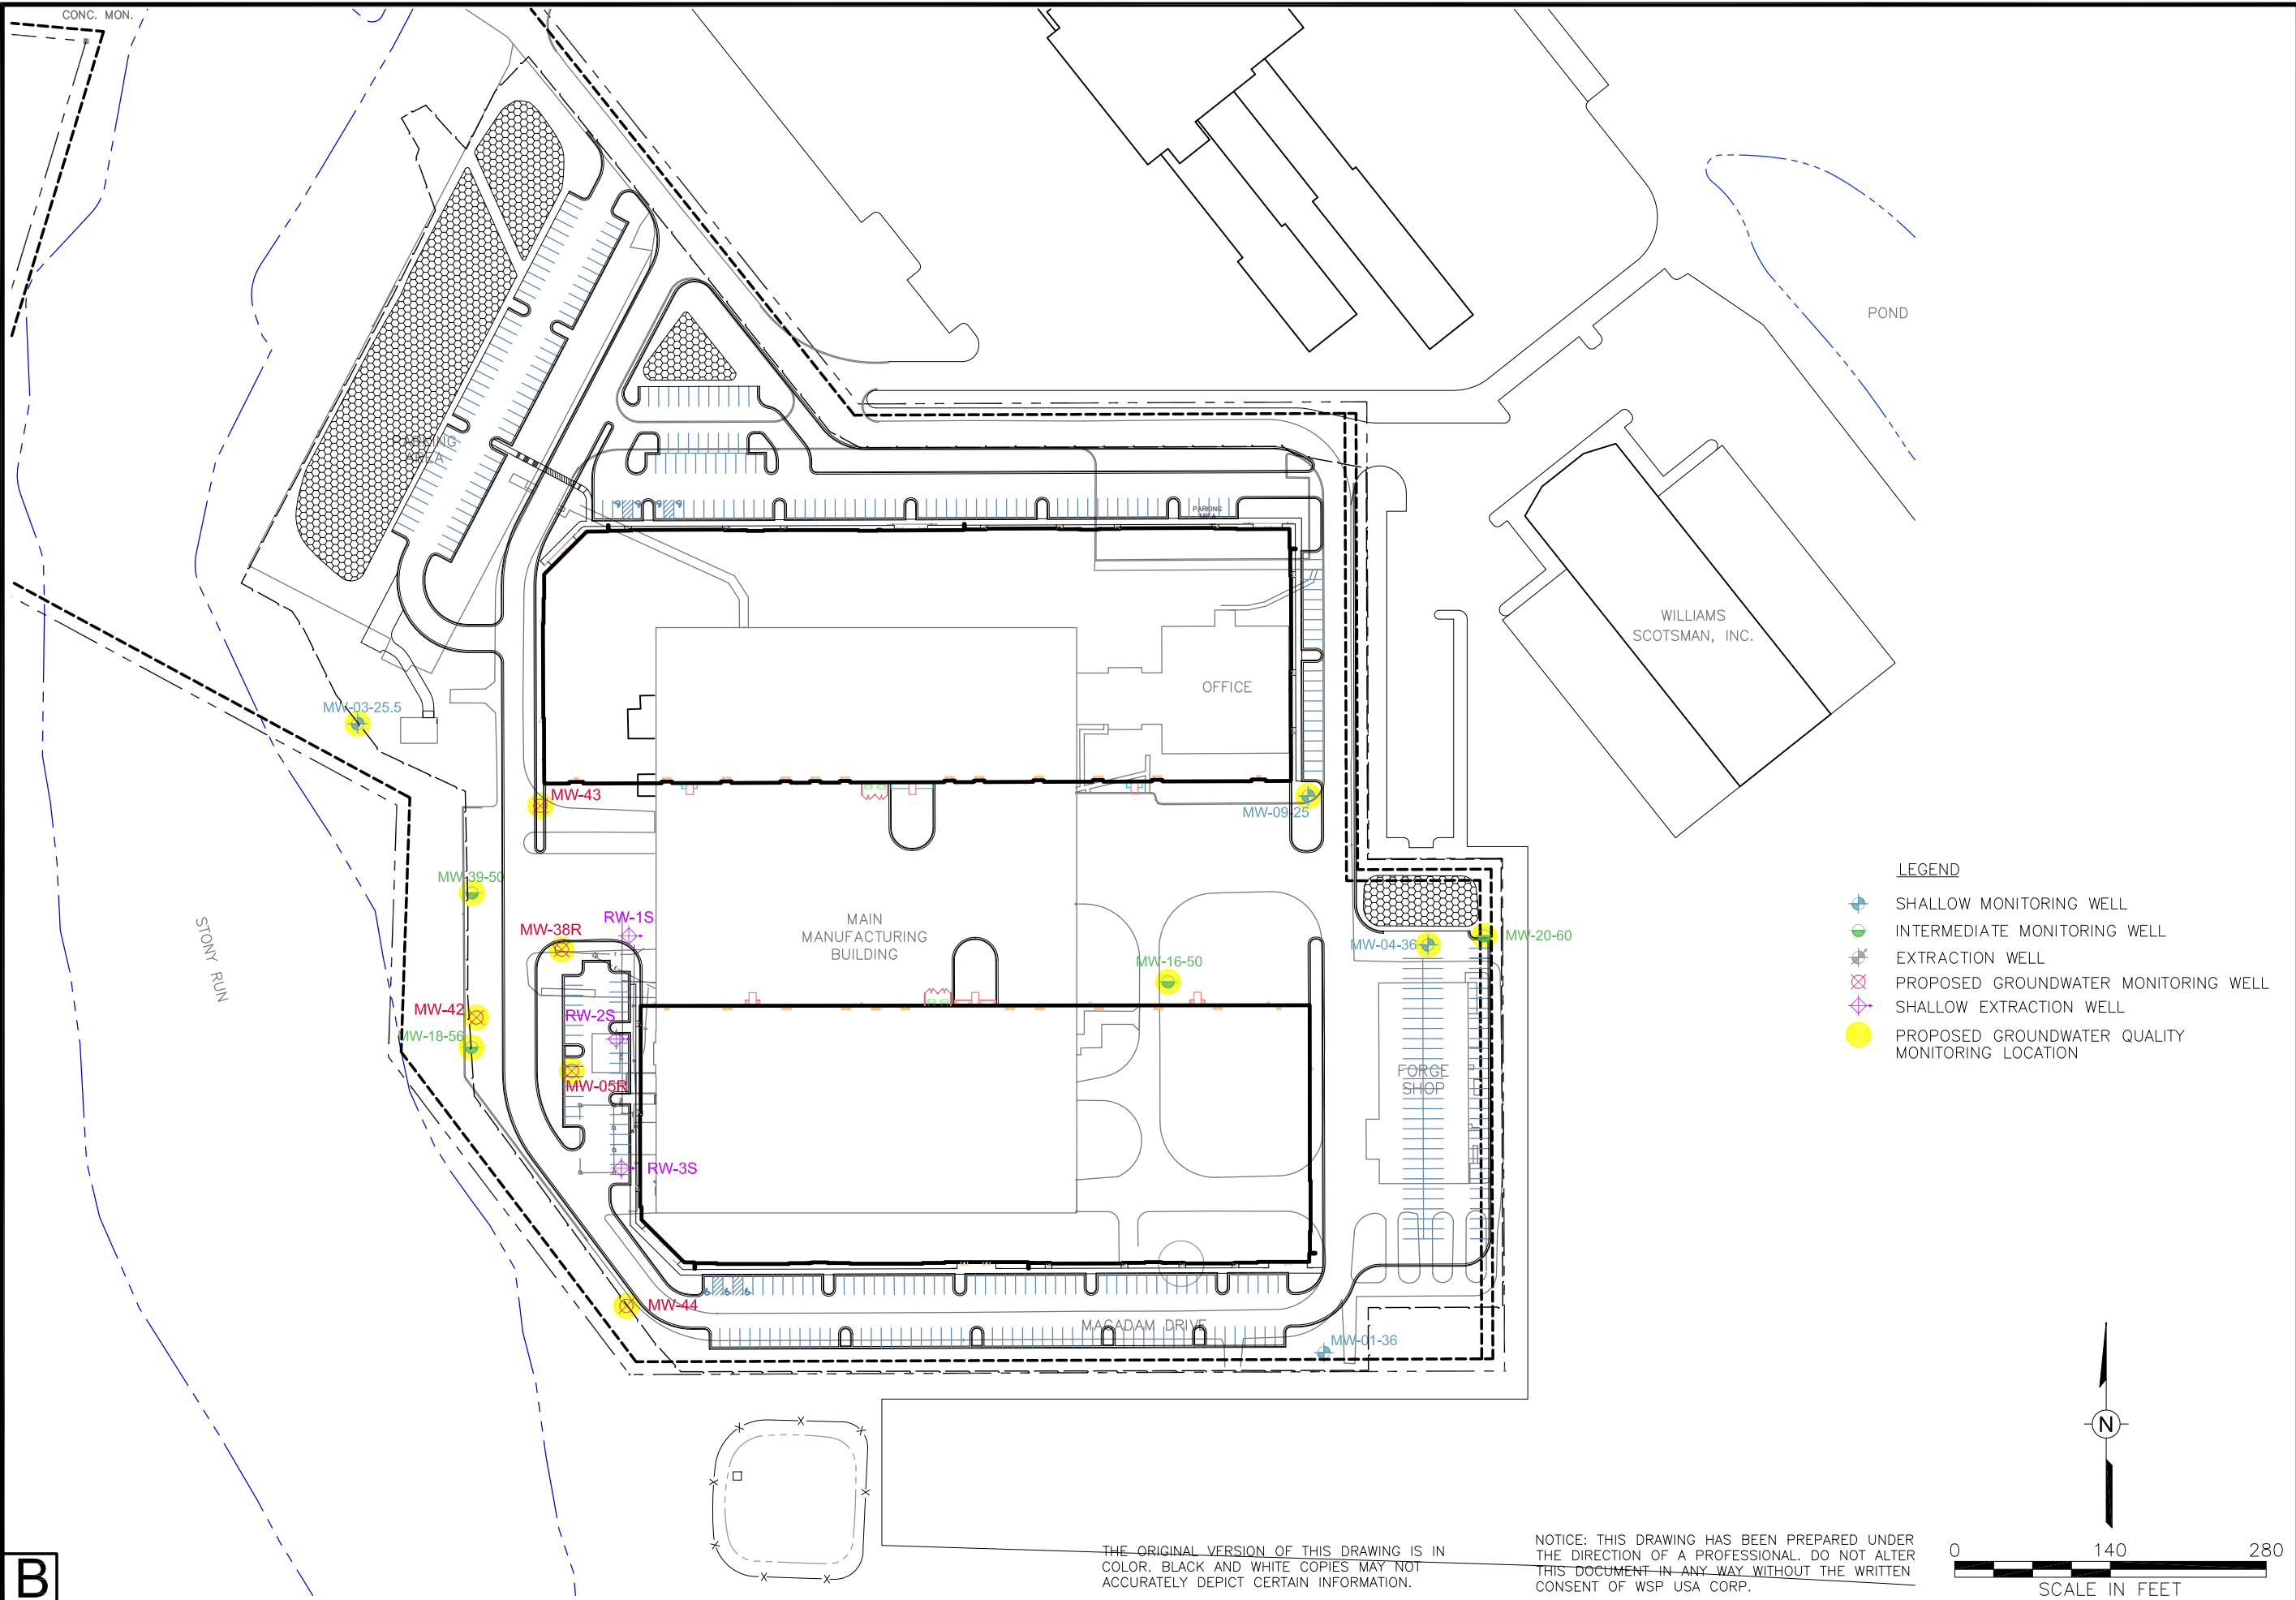 CONC. MON.
POND
PARKING
AREA
PARKING
AREA
WILLIAMS
SCOTSMAN, INC.
OFFICE
MW-03-25.5
MW-43
MW-09-25
MW-39-50
RW-1S
MW-38R
MAIN
MANUFACTURING
BUILDING
MW-04-36
MW-20-60
MW-16-50
STONY RUN
MW-42
RW-2S
MW-18-56
MW-05R
FORGE
SHOP
RW-3S
MW-44
MACADAM DRIVE
MW-01-36
LEGEND
SHALLOW MONITORING WELL
INTERMEDIATE MONITORING WELL
EXTRACTION WELL
PROPOSED GROUNDWATER MONITORING WELL
SHALLOW EXTRACTION WELL
PROPOSED GROUNDWATER QUALITY
MONITORING LOCATION
N
THE ORIGINAL VERSION OF THIS DRAWING IS IN
COLOR. BLACK AND WHITE COPIES MAY NOT
ACCURATELY DEPICT CERTAIN INFORMATION.
NOTICE: THIS DRAWING HAS BEEN PREPARED UNDER
THE DIRECTION OF A PROFESSIONAL. DO NOT ALTER
THIS DOCUMENT IN ANY WAY WITHOUT THE WRITTEN
CONSENT OF WSP USA CORP.
0 140 280
SCALE IN FEET
B